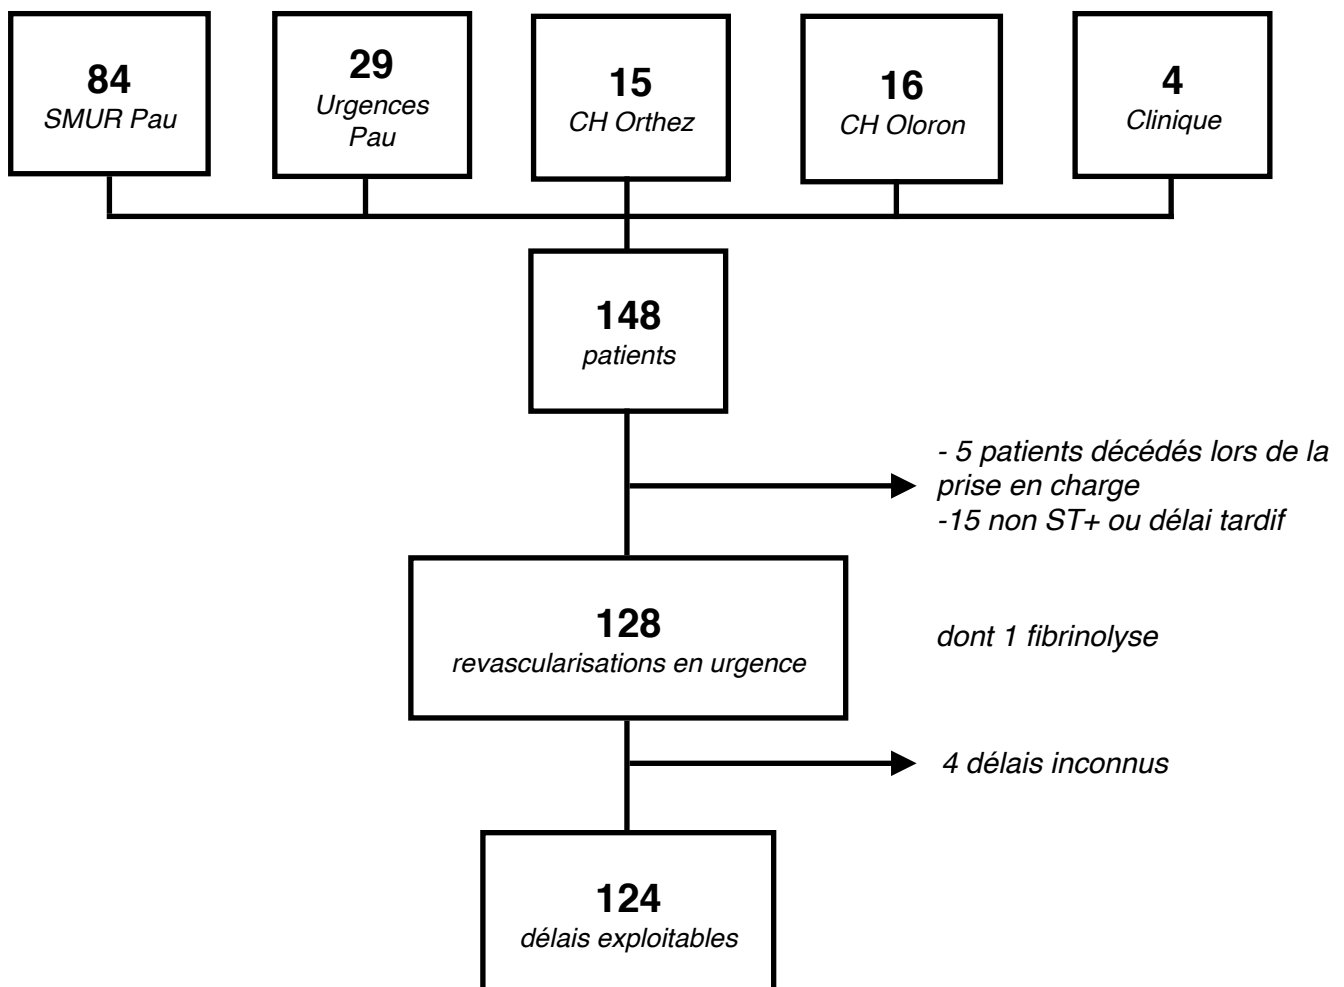 84
SMUR Pau
29
Urgences
Pau
15
CH Orthez
16
CH Oloron
4
Clinique
148
patients
- 5 patients décédés lors de la
prise en charge
-15 non ST+ ou délai tardif
128
revascularisations en urgence
dont 1 fibrinolyse
4 délais inconnus
124
délais exploitables